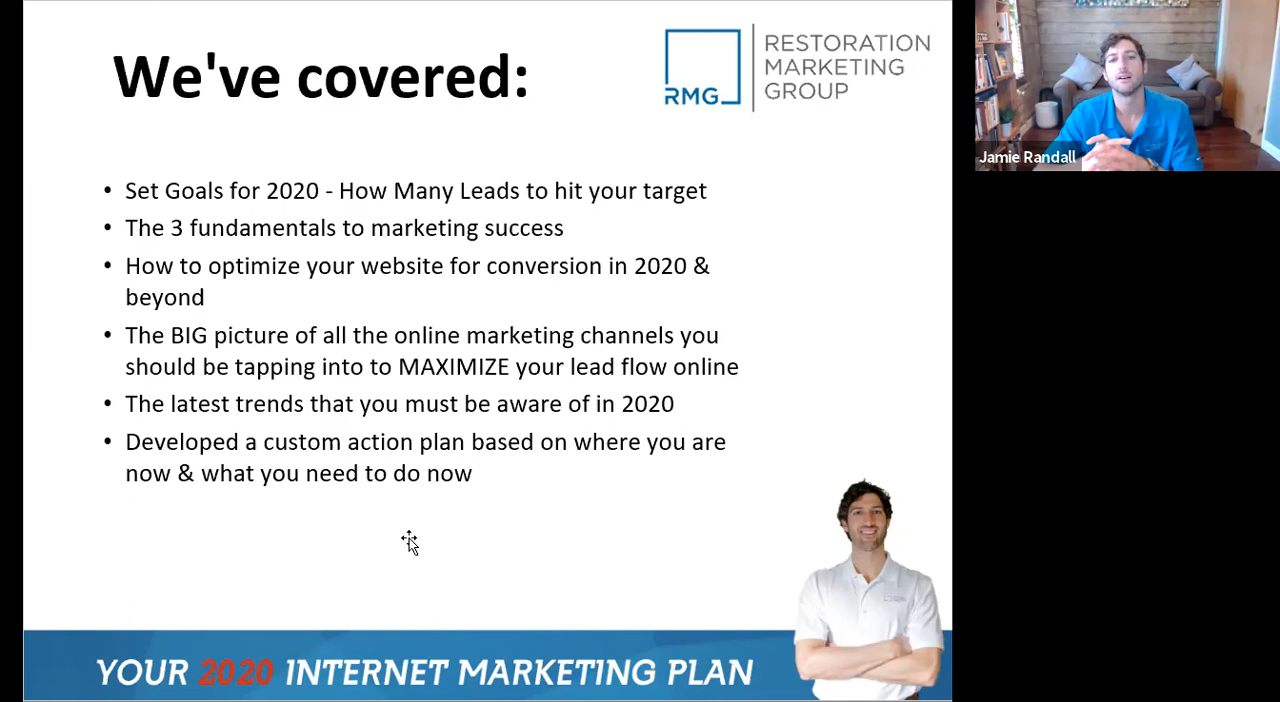 We've covered:
RMG
RESTORATION
MARKETING
GROUP
Jamie Randall
• Set Goals for 2020 - How Many Leads to hit your target
• The 3 fundamentals to marketing success
• How to optimize your website for conversion in 2020 &
beyond
• The BIG picture of all the online marketing channels you
should be tapping into to MAXIMIZE your lead flow online
• The latest trends that you must be aware of in 2020
• Developed a custom action plan based on where you are
now & what you need to do now
YOUR 2020 INTERNET MARKETING PLAN